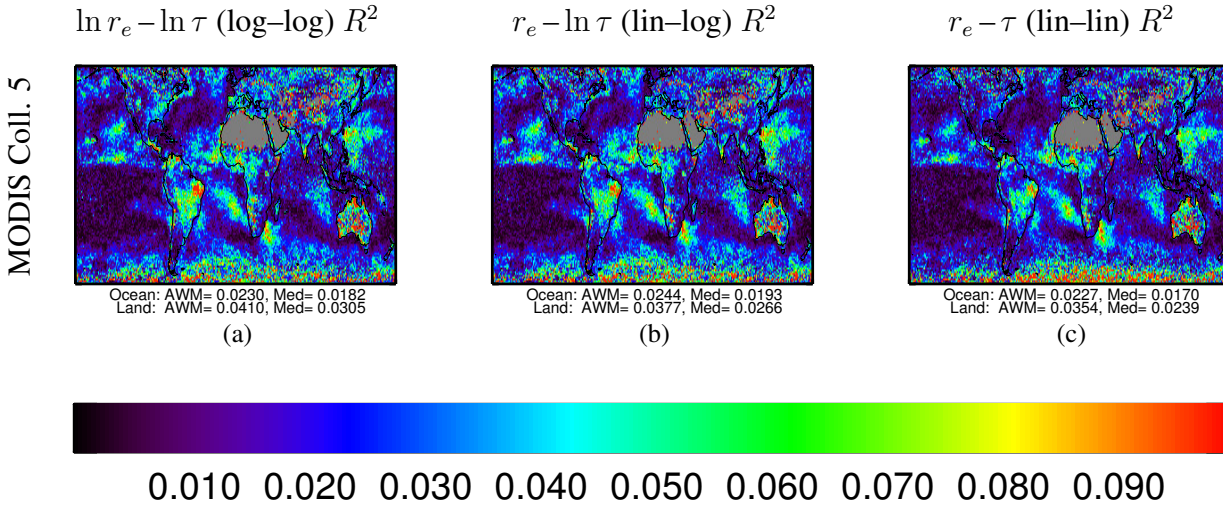 ln r_e – ln τ (log–log) R²
r_e – ln τ (lin–log) R²
r_e – τ (lin–lin) R²
MODIS Coll. 5
Ocean: AWM= 0.0230, Med= 0.0182
Land: AWM= 0.0410, Med= 0.0305
(a)
Ocean: AWM= 0.0244, Med= 0.0193
Land: AWM= 0.0377, Med= 0.0266
(b)
Ocean: AWM= 0.0227, Med= 0.0170
Land: AWM= 0.0354, Med= 0.0239
(c)
0.010 0.020 0.030 0.040 0.050 0.060 0.070 0.080 0.090